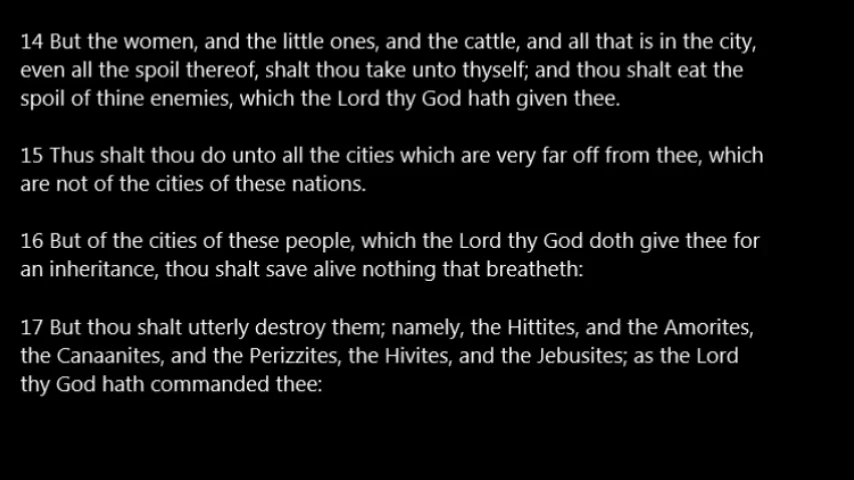 14 But the women, and the little ones, and the cattle, and all that is in the city,
even all the spoil thereof, shalt thou take unto thyself; and thou shalt eat the
spoil of thine enemies, which the Lord thy God hath given thee.
15 Thus shalt thou do unto all the cities which are very far off from thee, which
are not of the cities of these nations.
16 But of the cities of these people, which the Lord thy God doth give thee for
an inheritance, thou shalt save alive nothing that breatheth:
17 But thou shalt utterly destroy them; namely, the Hittites, and the Amorites,
the Canaanites, and the Perizzites, the Hivites, and the Jebusites; as the Lord
thy God hath commanded thee: